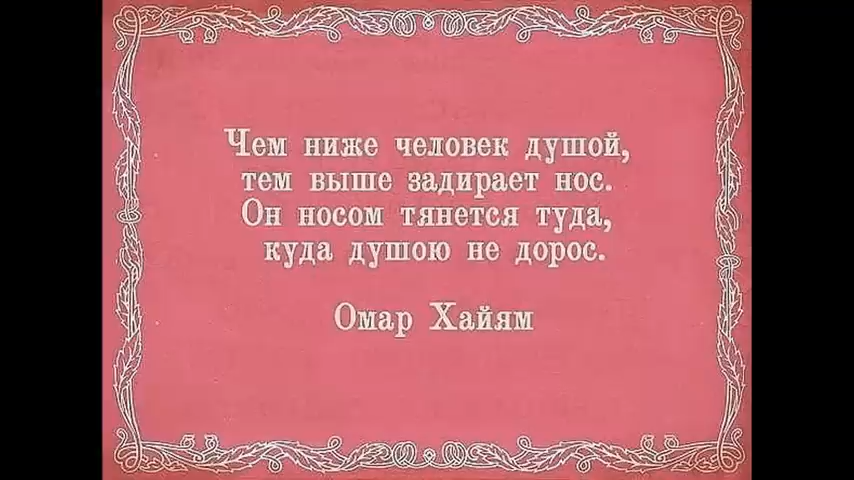 Чем ниже человек душой,
тем выше задирает нос.
Он носом тянется туда,
куда душою не дорос.
Омар Хайям